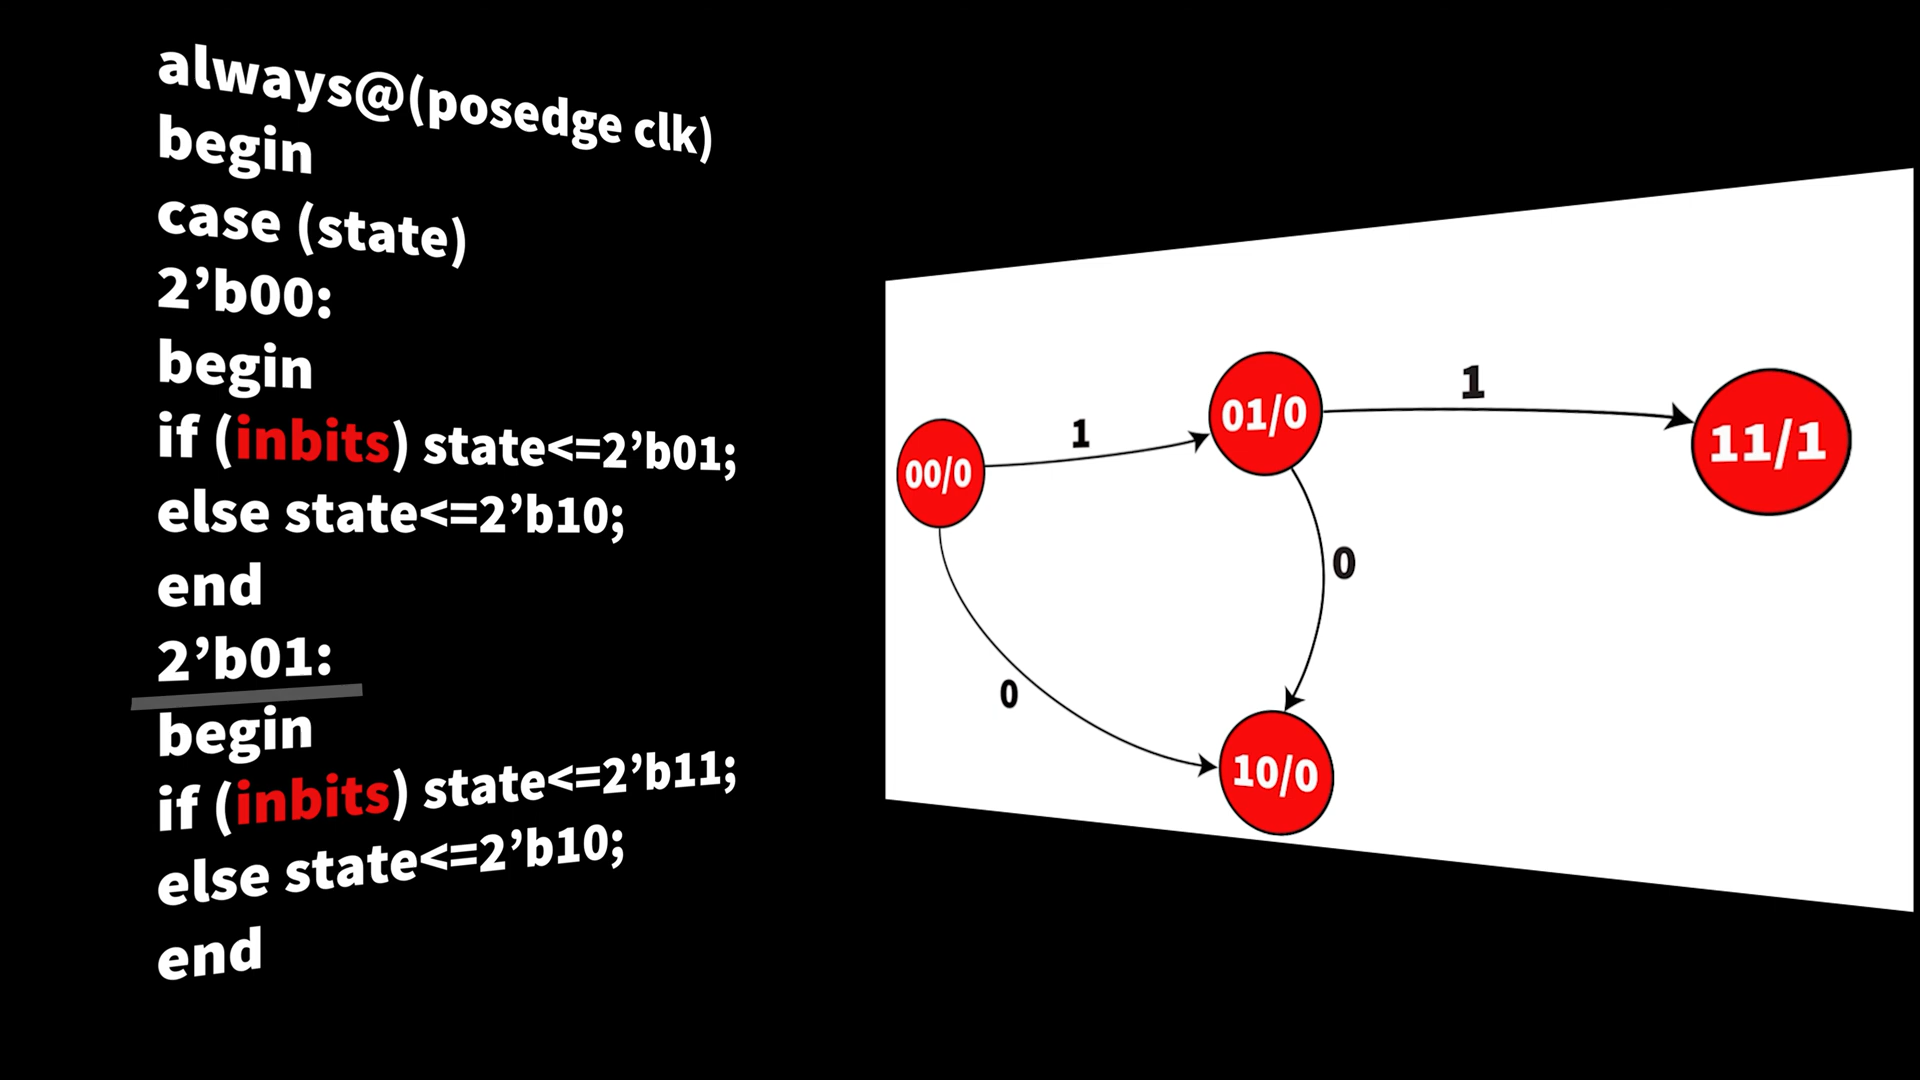 always@(posedge clk)
begin
case (state)
2’b00:
begin
if (inbits) state<=2’b01;
else state<=2’b10;
end
2’b01:
begin
if (inbits) state<=2’b11;
else state<=2’b10;
end
00/0
1
01/0
1
11/1
0
0
10/0